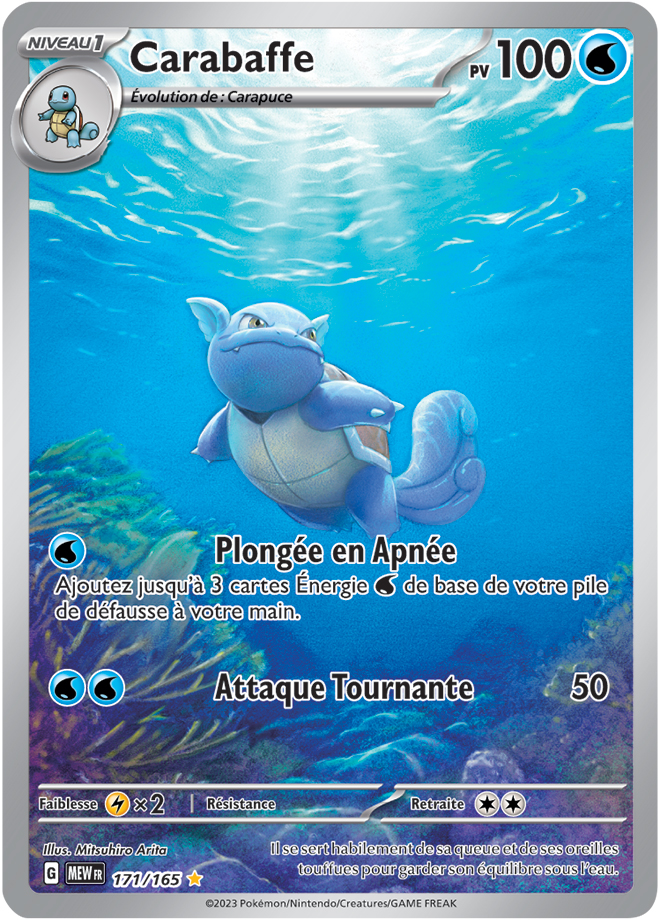 NIVEAU 1
Carabaffe
PV 100
Évolution de : Carapuce
Plongée en Apnée
Ajoutez jusqu'à 3 cartes Énergie de base de votre pile
de défausse à votre main.
Attaque Tournante 50
Faiblesse ×2 Résistance Retraite
Illus. Mitsuhiro Arita
Il se sert habilement de sa queue et de ses oreilles
touffues pour garder son équilibre sous l'eau.
G MEW FR 171/165
©2023 Pokémon/Nintendo/Creatures/GAME FREAK